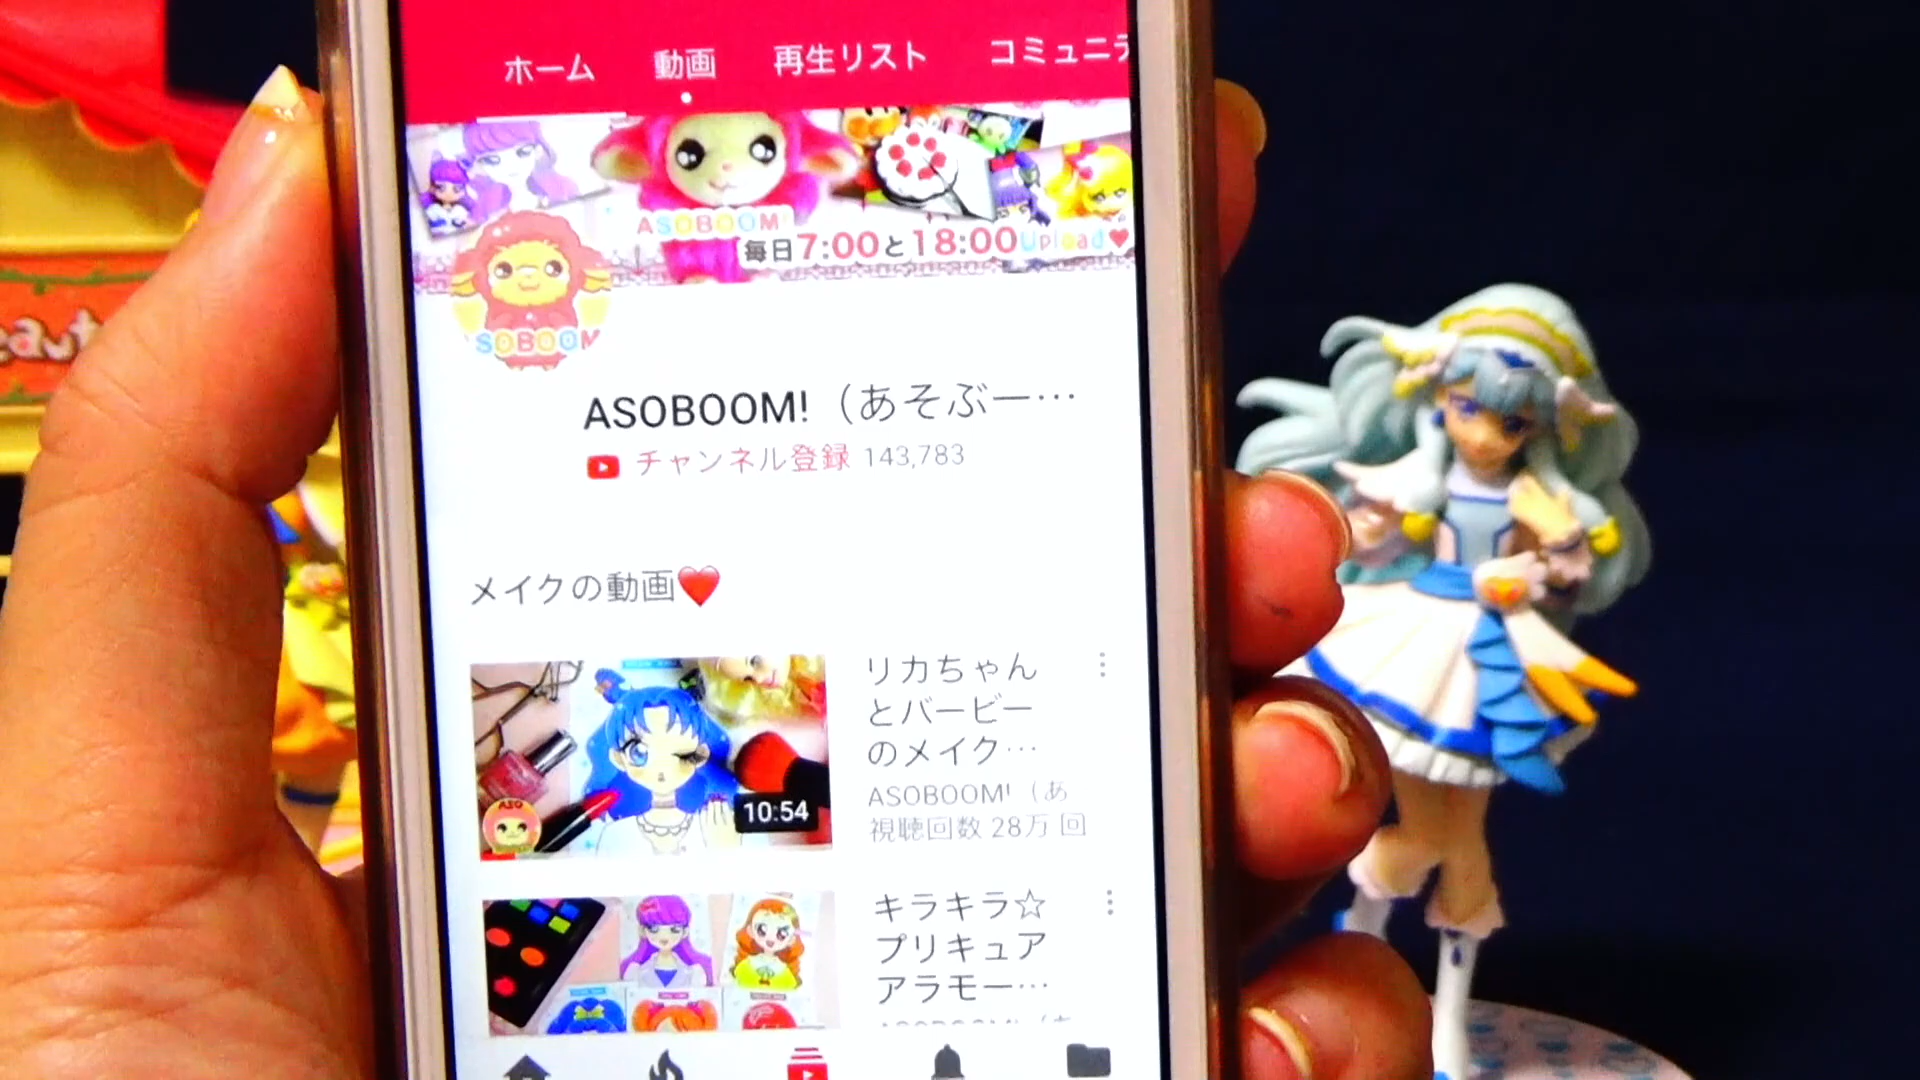 ホーム 動画 再生リスト コミュニテ
ASOBOOM!
毎日7:00と18:00Upload♥
SOBOOM
ASOBOOM!（あそぶー…
チャンネル登録 143,783
メイクの動画❤
リカちゃん
とバービー
のメイク…
ASOBOOM!（あ
視聴回数 28万 回
ASO
10:54
キラキラ☆
プリキュア
アラモー…